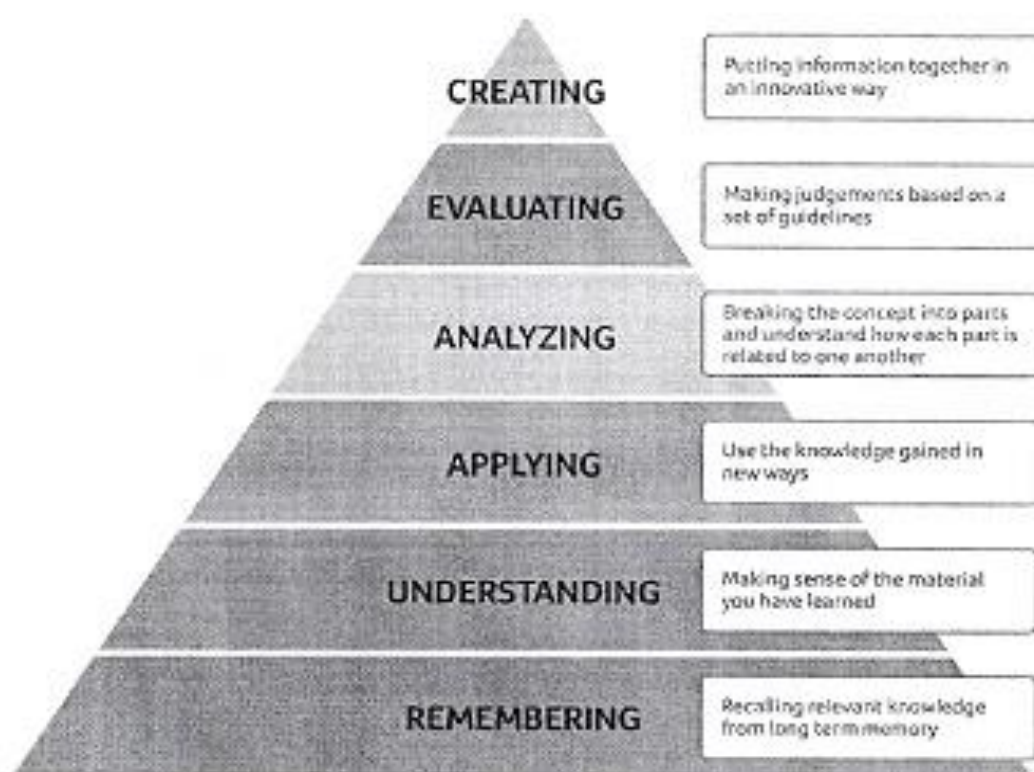 CREATING
Putting information together in
an innovative way
EVALUATING
Making judgements based on a
set of guidelines
ANALYZING
Breaking the concept into parts
and understand how each part is
related to one another
APPLYING
Use the knowledge gained in
new ways
UNDERSTANDING
Making sense of the material
you have learned
REMEMBERING
Recalling relevant knowledge
from long term memory